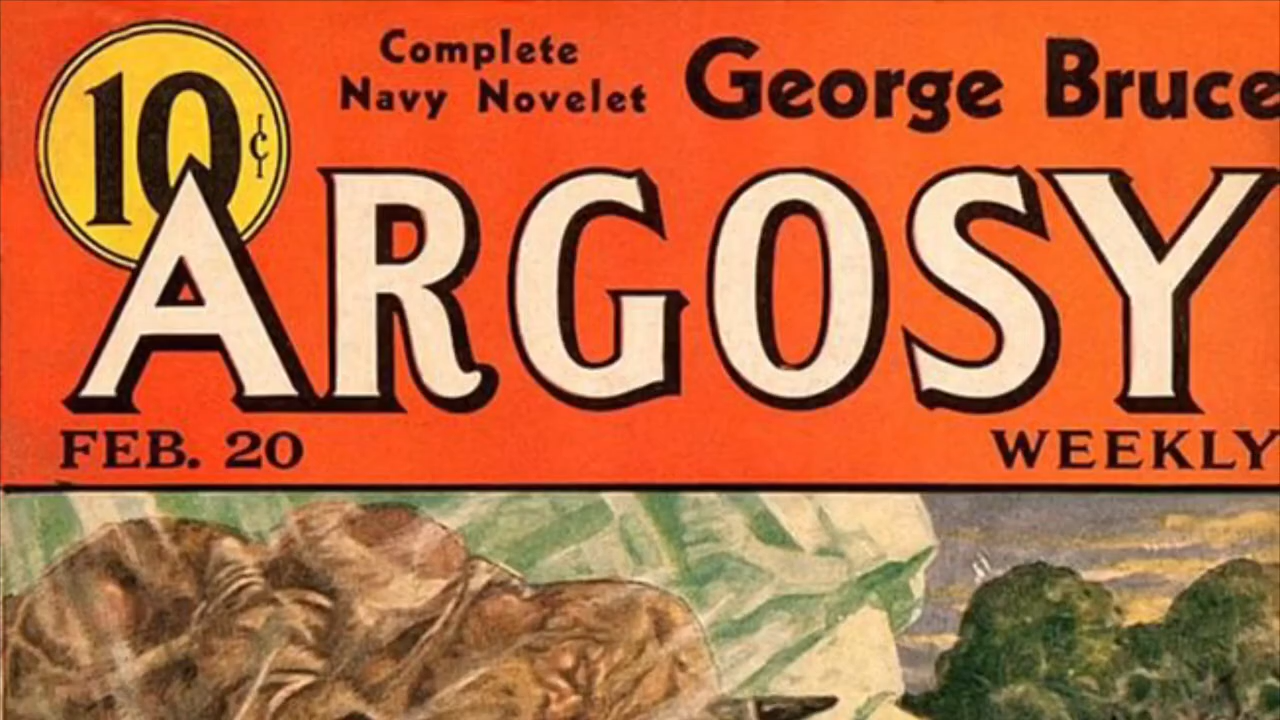 10¢
Complete
Navy Novelet
George Bruce
ARGOSY
FEB. 20
WEEKLY